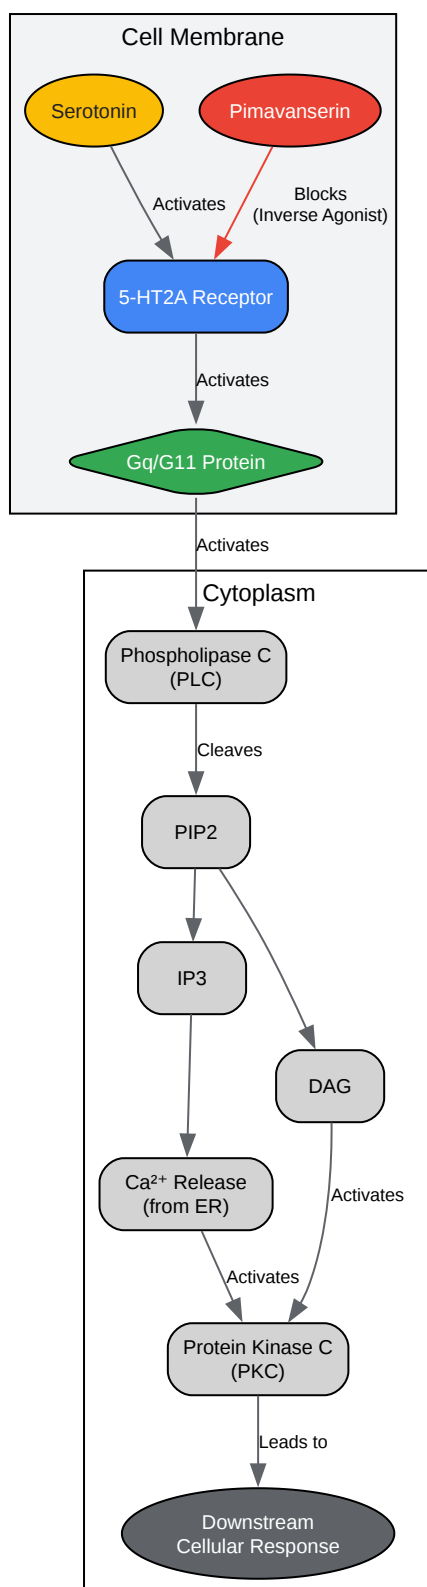 Cell Membrane
Serotonin
Pimavanserin
Activates
Blocks
(Inverse Agonist)
5-HT2A Receptor
Activates
Gq/G11 Protein
Activates
Cytoplasm
Phospholipase C
(PLC)
Cleaves
PIP2
IP3
DAG
Ca²⁺ Release
(from ER)
Activates
Activates
Protein Kinase C
(PKC)
Leads to
Downstream
Cellular Response